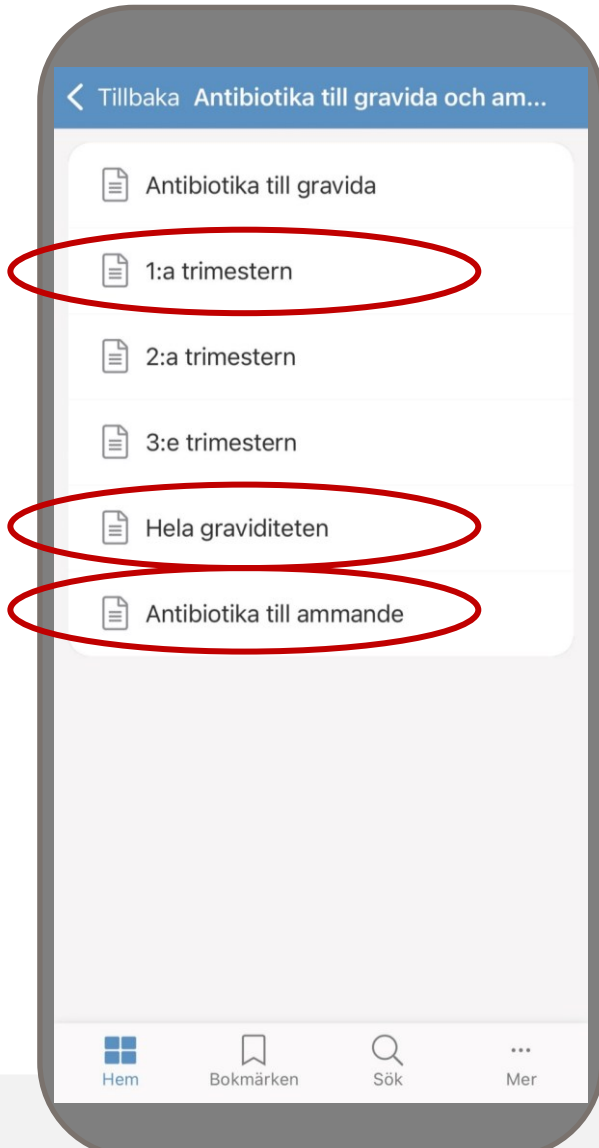 Tillbaka Antibiotika till gravida och am...
Antibiotika till gravida
1:a trimestern
2:a trimestern
3:e trimestern
Hela graviditeten
Antibiotika till ammande
Hem Bokmärken Sök Mer